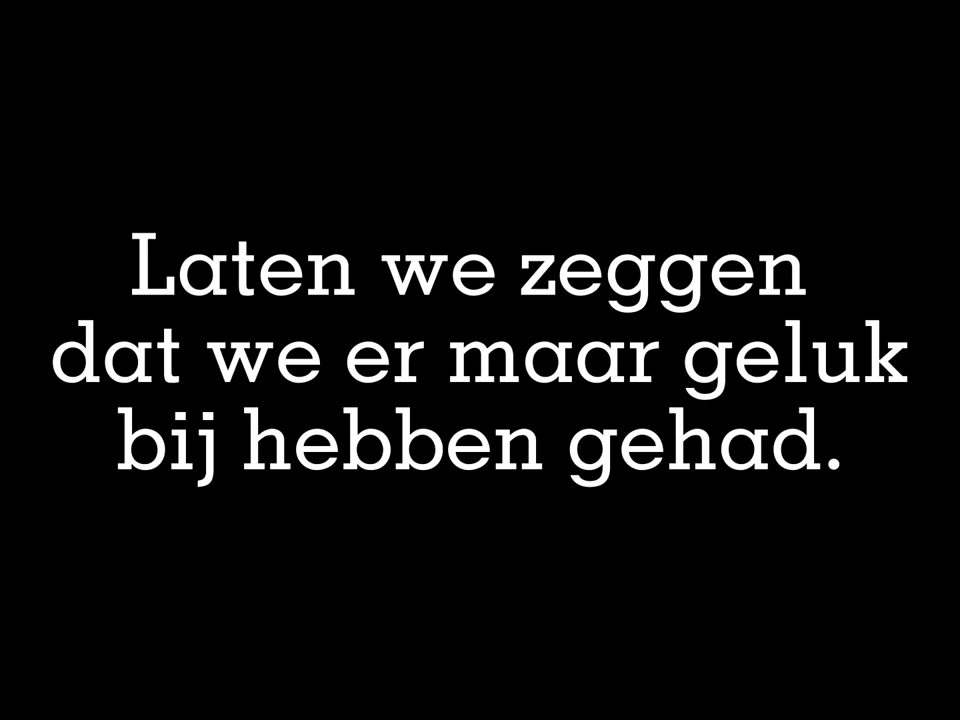 Laten we zeggen
dat we er maar geluk
bij hebben gehad.